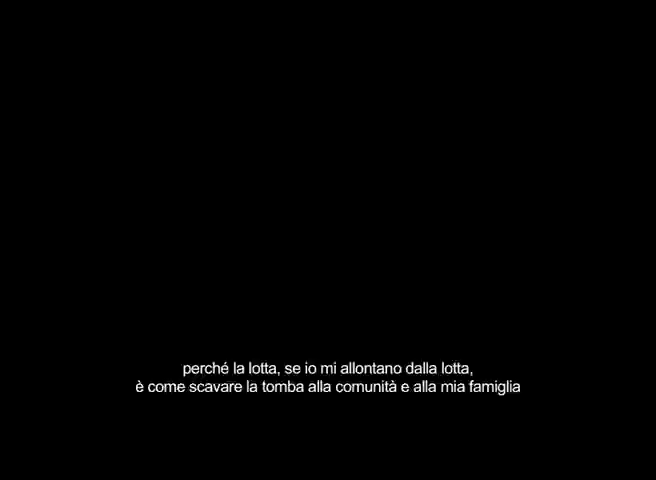 perché la lotta, se io mi allontano dalla lotta,
è come scavare la tomba alla comunità e alla mia famiglia